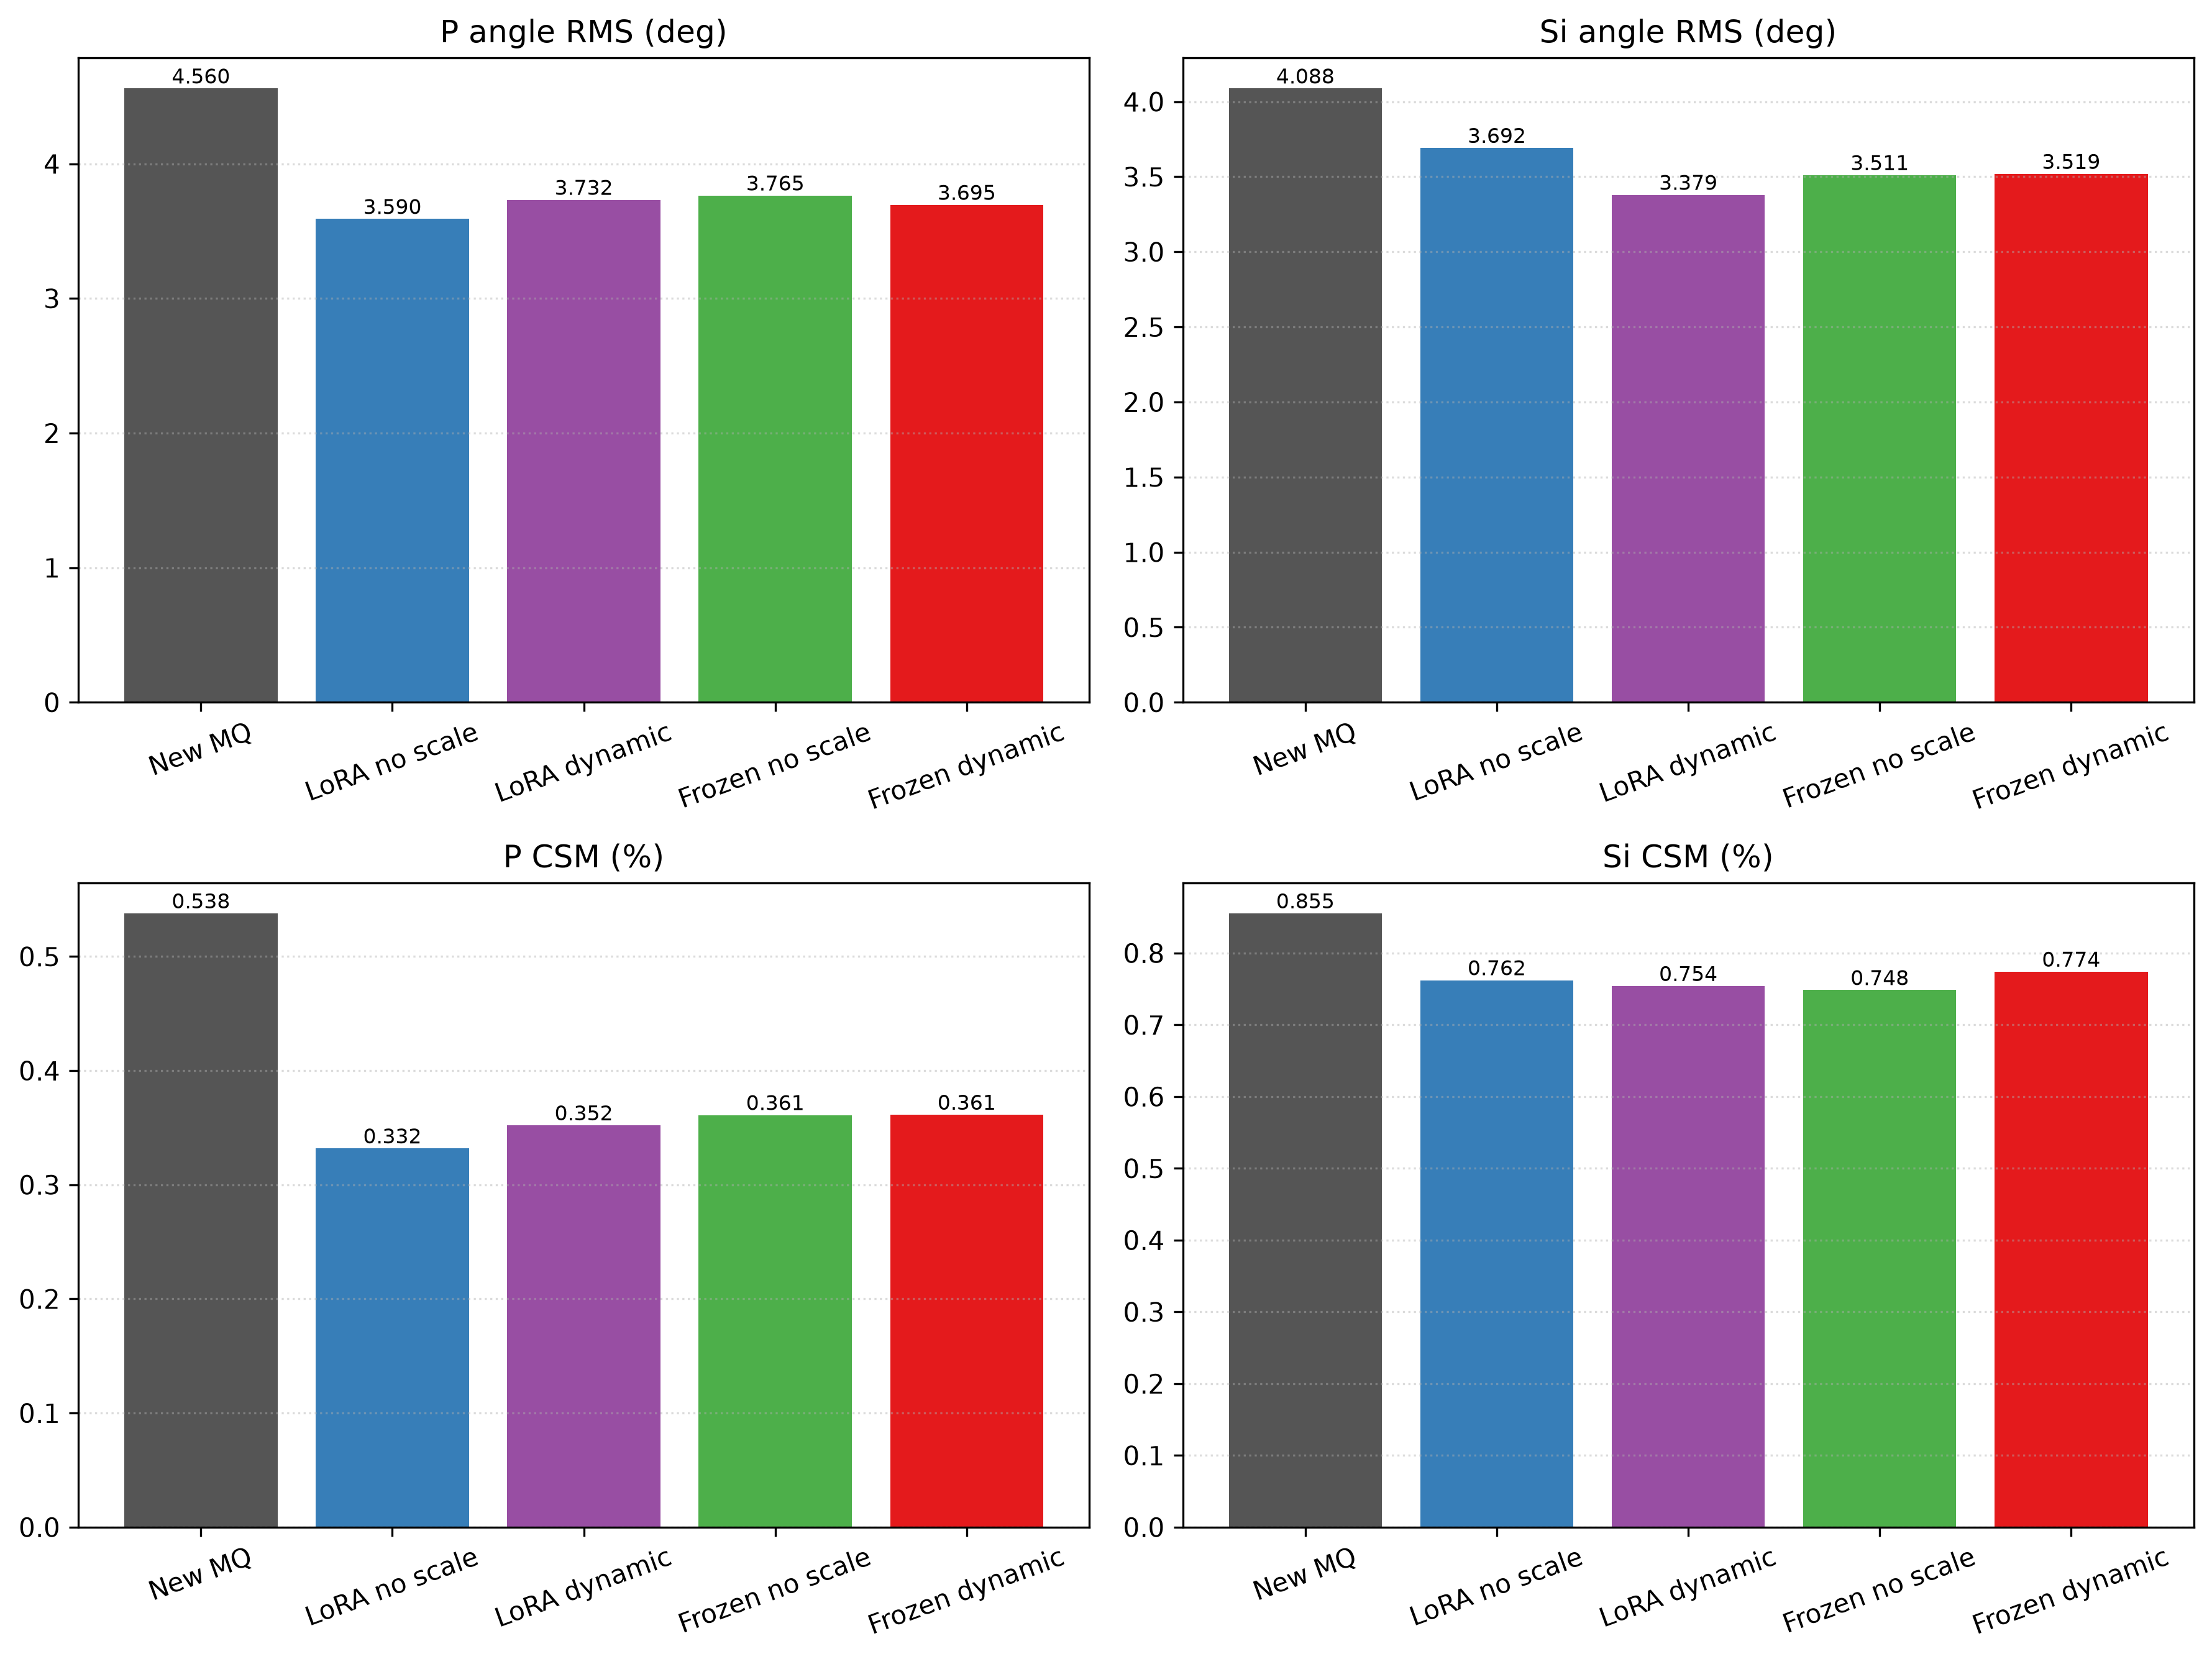 P angle RMS (deg)
4.560
3.590
3.732
3.765
3.695
4
3
2
1
0
New MQ
LoRA no scale
LoRA dynamic
Frozen no scale
Frozen dynamic
Si angle RMS (deg)
4.088
3.692
3.379
3.511
3.519
4.0
3.5
3.0
2.5
2.0
1.5
1.0
0.5
0.0
New MQ
LoRA no scale
LoRA dynamic
Frozen no scale
Frozen dynamic
P CSM (%)
0.538
0.332
0.352
0.361
0.361
0.5
0.4
0.3
0.2
0.1
0.0
New MQ
LoRA no scale
LoRA dynamic
Frozen no scale
Frozen dynamic
Si CSM (%)
0.855
0.762
0.754
0.748
0.774
0.8
0.7
0.6
0.5
0.4
0.3
0.2
0.1
0.0
New MQ
LoRA no scale
LoRA dynamic
Frozen no scale
Frozen dynamic